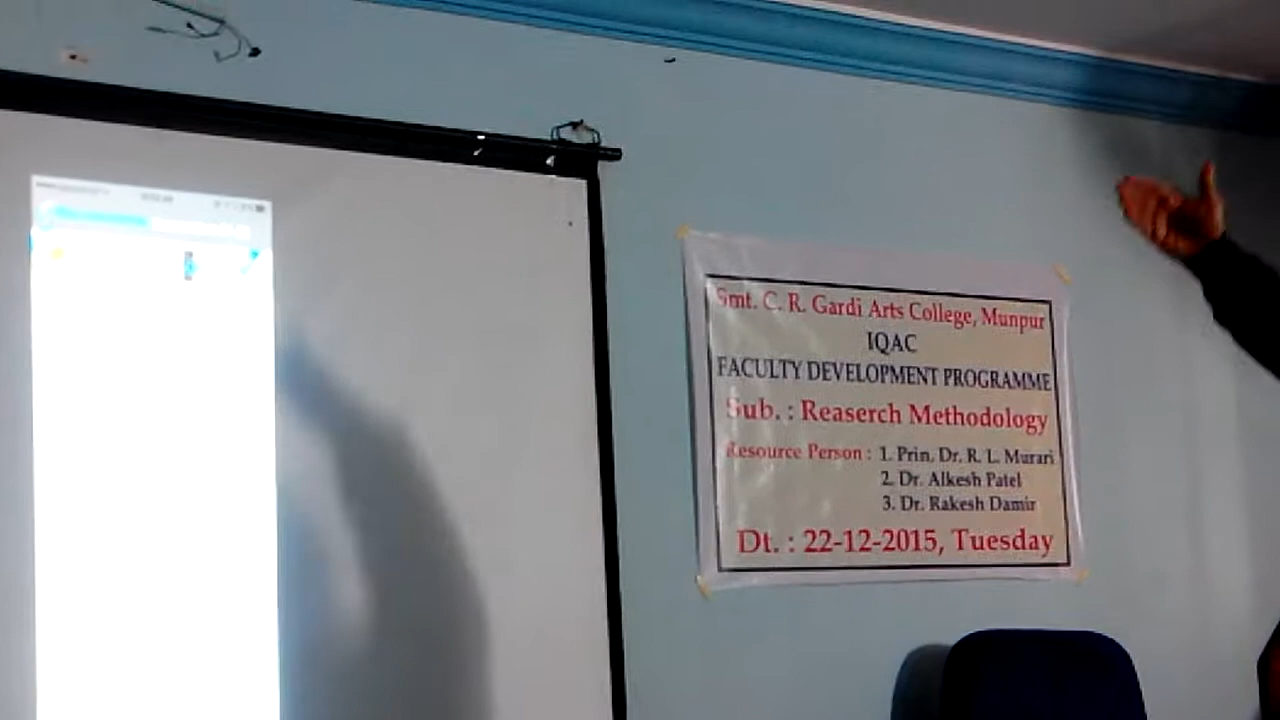 Smt. C. R. Gardi Arts College, Munpur
IQAC
FACULTY DEVELOPMENT PROGRAMME
Sub. : Reaserch Methodology
Resource Person : 1. Prin. Dr. R. L. Murari
2. Dr. Alkesh Patel
3. Dr. Rakesh Damir
Dt. : 22-12-2015, Tuesday